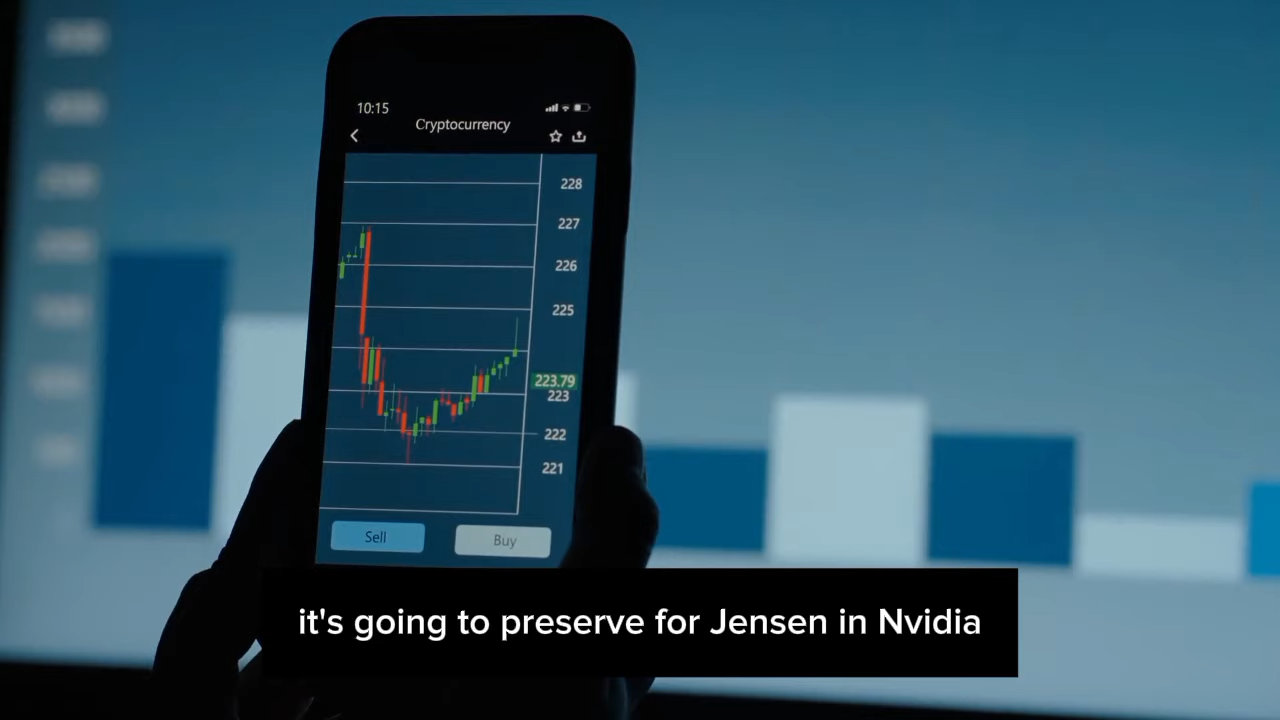 10:15
Cryptocurrency
228
227
226
225
223.79
223
222
221
Sell
Buy
it's going to preserve for Jensen in Nvidia